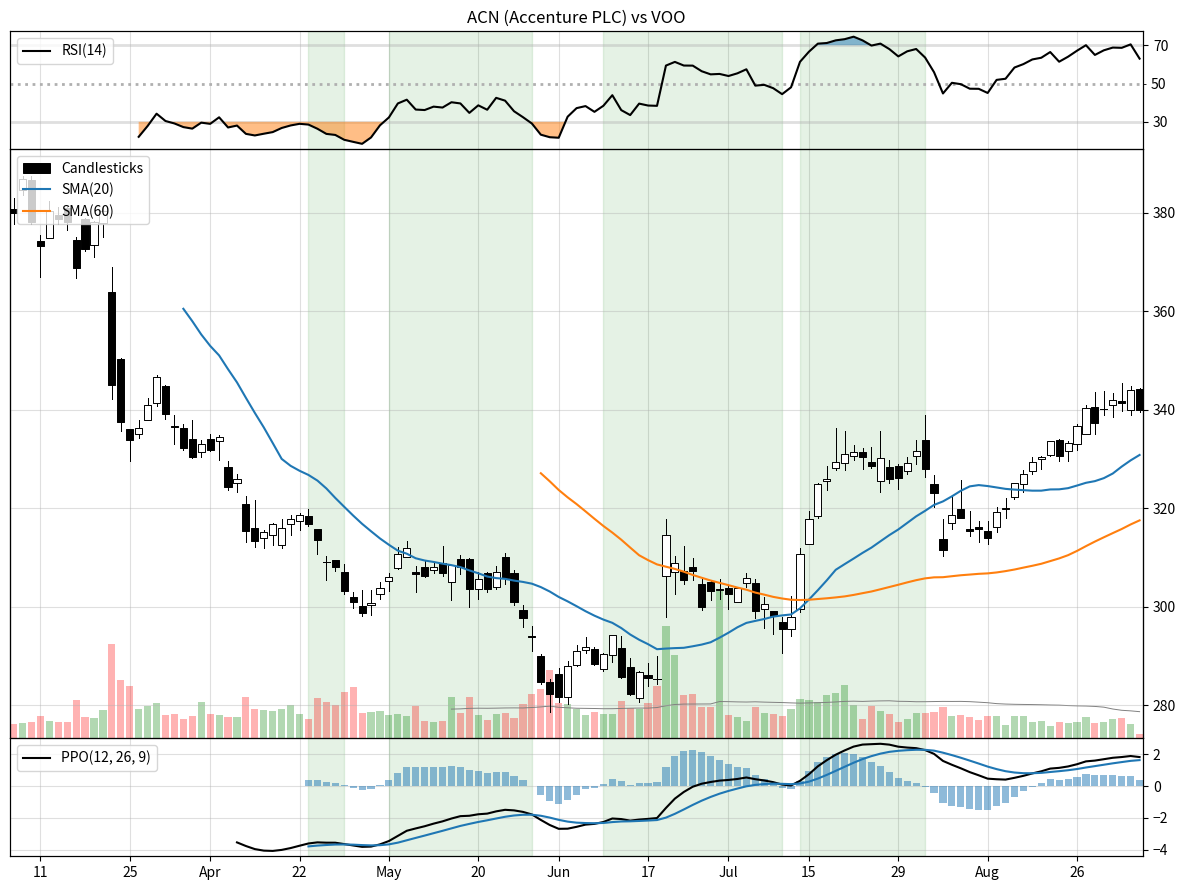 ACN (Accenture PLC) vs VOO
RSI(14)
70
50
30
Candlesticks
SMA(20)
SMA(60)
380
360
340
320
300
280
PPO(12, 26, 9)
2
0
−2
−4
11 25 Apr 22 May 20 Jun 17 Jul 15 29 Aug 26